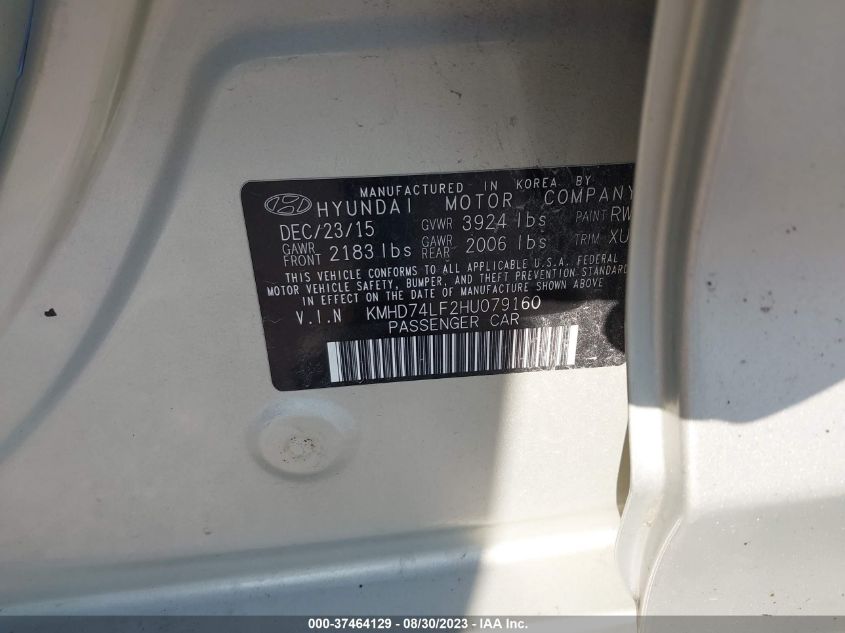 MANUFACTURED IN KOREA BY
HYUNDAI MOTOR COMPANY
DEC/23/15 GVWR 3924 lbs PAINT RW
GAWR FRONT 2183 lbs GAWR REAR 2006 lbs TRIM XU
THIS VEHICLE CONFORMS TO ALL APPLICABLE U.S.A. FEDERAL
MOTOR VEHICLE SAFETY, BUMPER, AND THEFT PREVENTION STANDARD
IN EFFECT ON THE DATE OF MANUFACTURE SHOWN ABOVE.
V.I.N KMHD74LF2HU079160
PASSENGER CAR
000-37464129 - 08/30/2023 - IAA Inc.